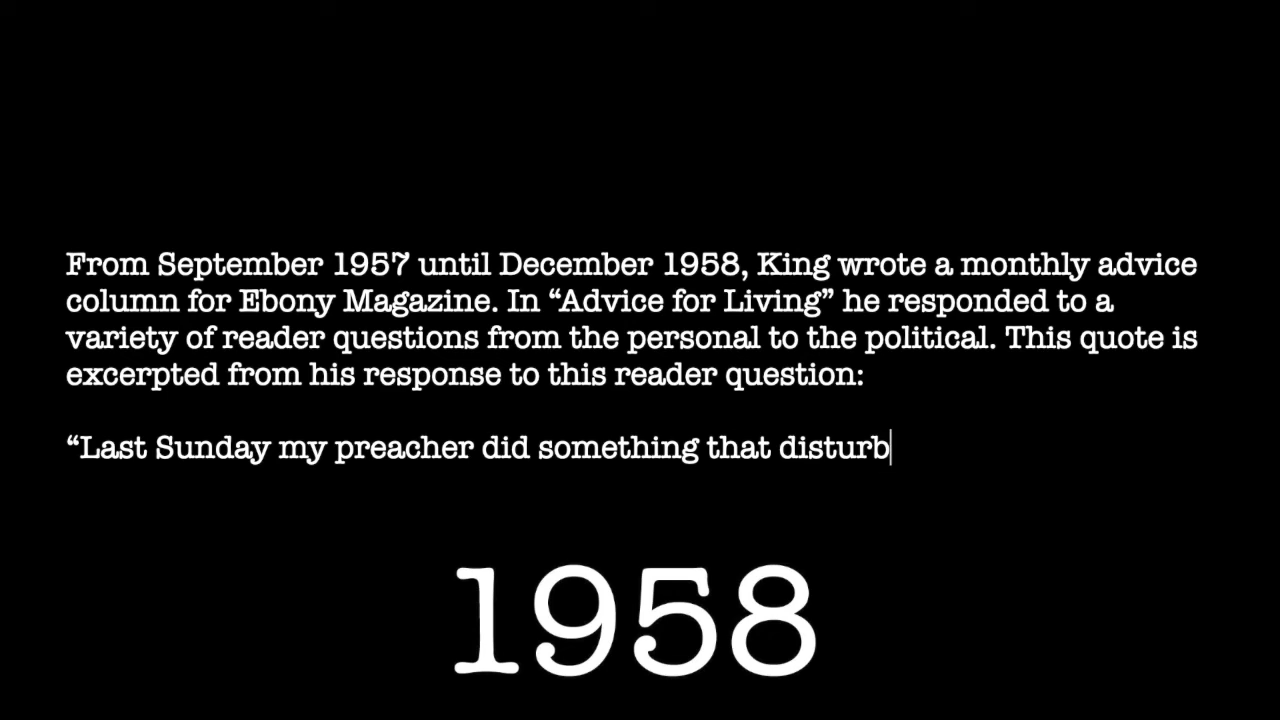 From September 1957 until December 1958, King wrote a monthly advice
column for Ebony Magazine. In “Advice for Living” he responded to a
variety of reader questions from the personal to the political. This quote is
excerpted from his response to this reader question:
“Last Sunday my preacher did something that disturb
1958